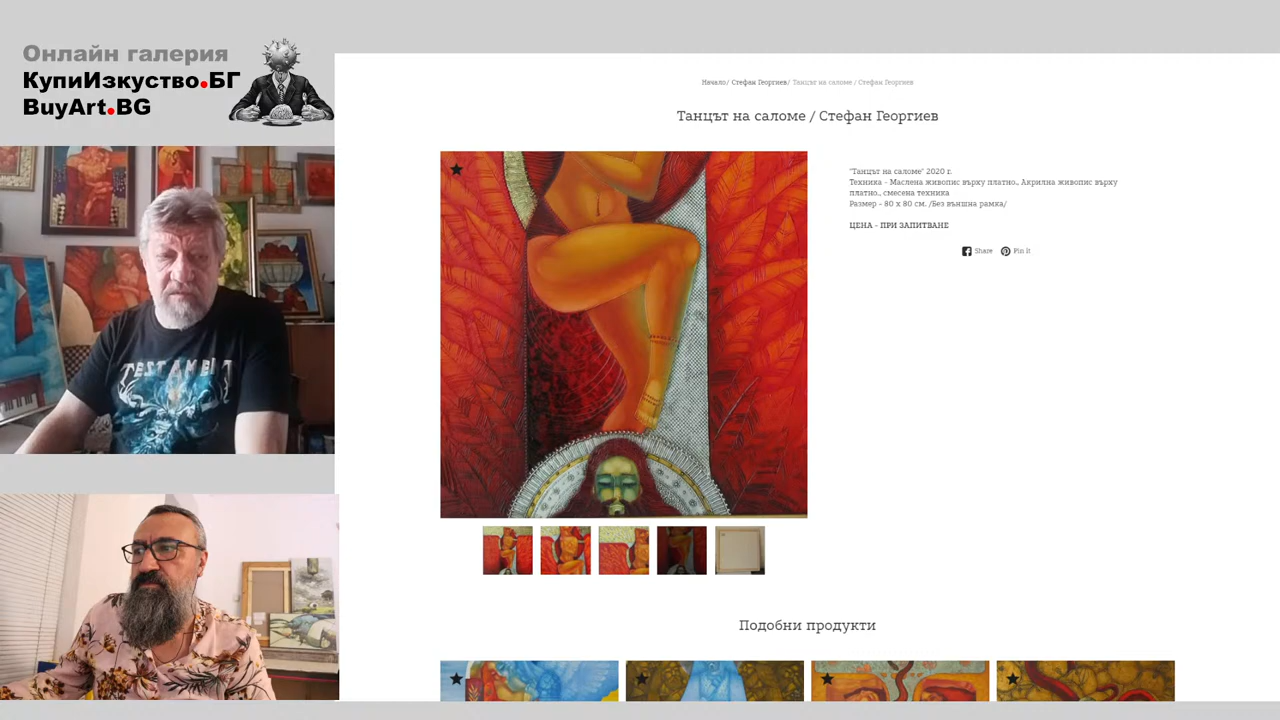 Онлайн галерия
КупиИзкуство.БГ
BuyArt.BG
Начало/ Стефан Георгиев/ Танцът на саломе / Стефан Георгиев
Танцът на саломе / Стефан Георгиев
"Танцът на саломе" 2020 г.
Техника - Маслена живопис върху платно., Акрилна живопис върху
платно., смесена техника
Размер - 80 х 80 см. /Без външна рамка/
ЦЕНА - ПРИ ЗАПИТВАНЕ
Share
Pin it
TESTAMENT
Подобни продукти